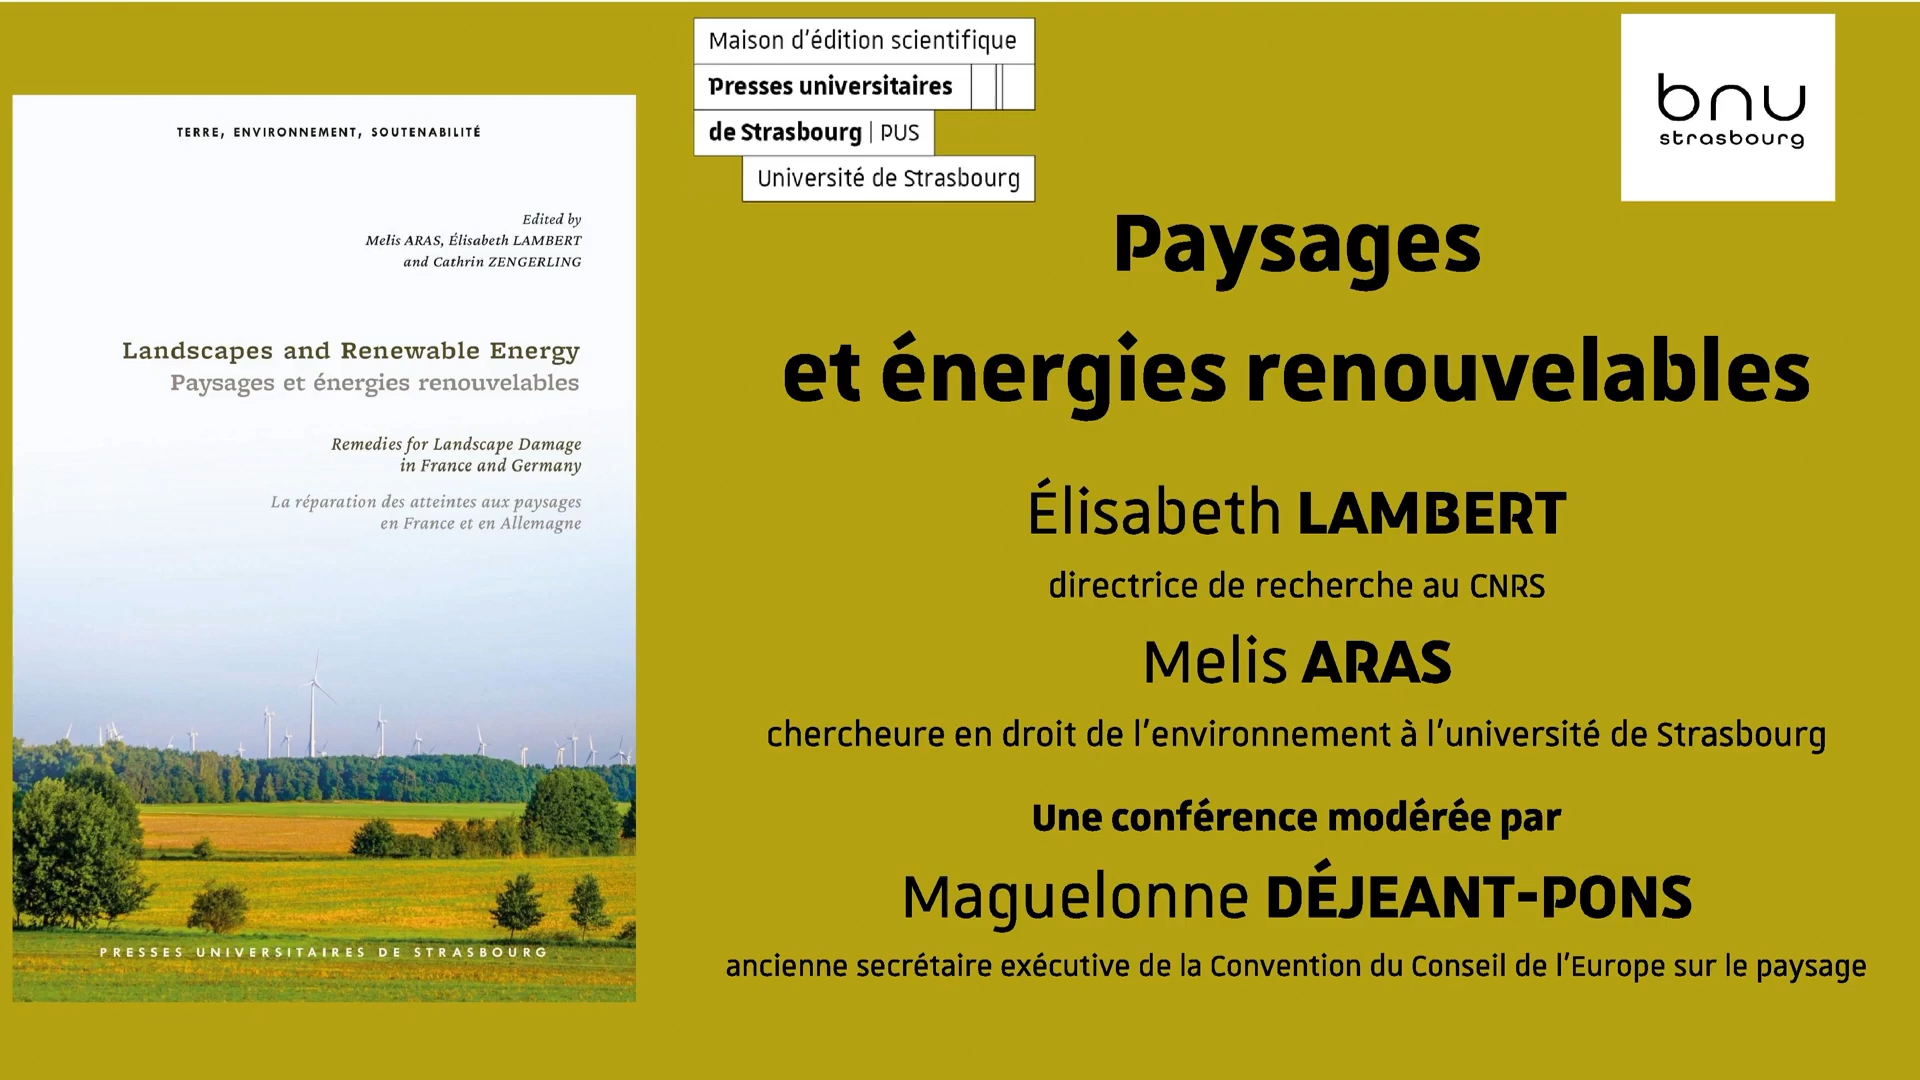 TERRE, ENVIRONNEMENT, SOUTENABILITÉ
Edited by
Melis ARAS, Élisabeth LAMBERT
and Cathrin ZENGERLING
Landscapes and Renewable Energy
Paysages et énergies renouvelables
Remedies for Landscape Damage
in France and Germany
La réparation des atteintes aux paysages
en France et en Allemagne
PRESSES UNIVERSITAIRES DE STRASBOURG
Maison d'édition scientifique
Presses universitaires
de Strasbourg | PUS
Université de Strasbourg
bnu
strasbourg
Paysages
et énergies renouvelables
Élisabeth LAMBERT
directrice de recherche au CNRS
Melis ARAS
chercheure en droit de l'environnement à l'université de Strasbourg
Une conférence modérée par
Maguelonne DÉJEANT-PONS
ancienne secrétaire exécutive de la Convention du Conseil de l'Europe sur le paysage